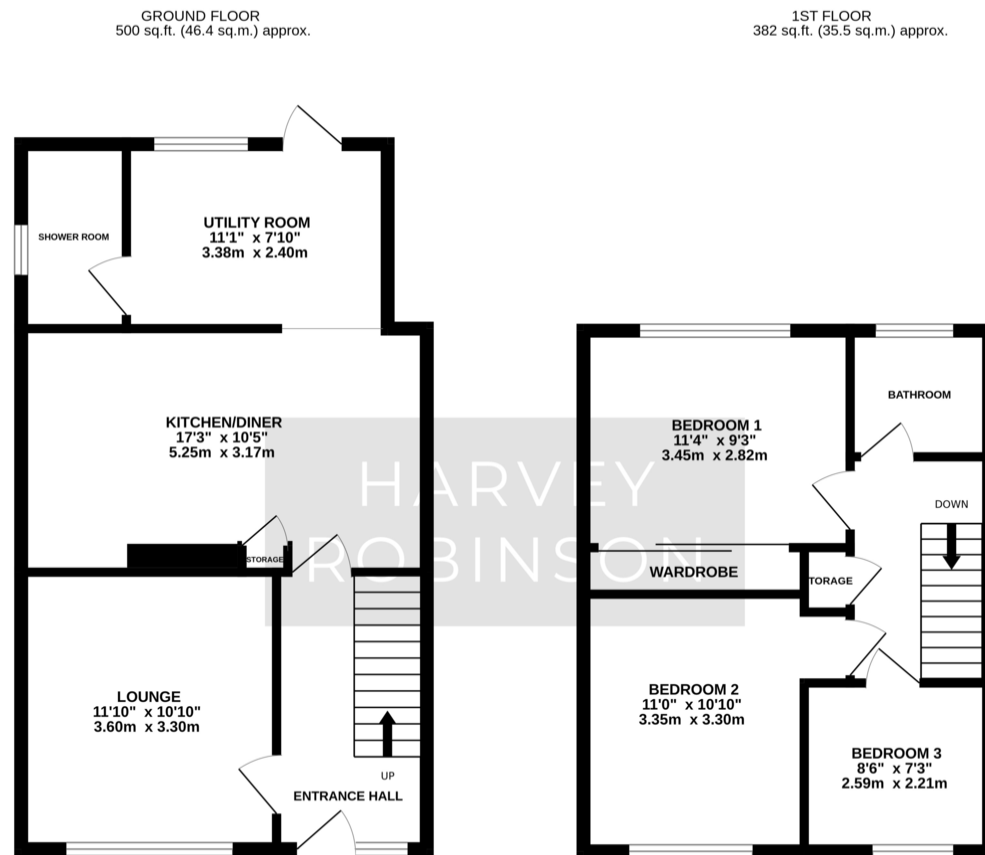 GROUND FLOOR
500 sq.ft. (46.4 sq.m.) approx.
1ST FLOOR
382 sq.ft. (35.5 sq.m.) approx.
SHOWER ROOM
UTILITY ROOM
11'1" x 7'10"
3.38m x 2.40m
KITCHEN/DINER
17'3" x 10'5"
5.25m x 3.17m
STORAGE
LOUNGE
11'10" x 10'10"
3.60m x 3.30m
UP
ENTRANCE HALL
BATHROOM
BEDROOM 1
11'4" x 9'3"
3.45m x 2.82m
DOWN
WARDROBE
TORAGE
BEDROOM 2
11'0" x 10'10"
3.35m x 3.30m
BEDROOM 3
8'6" x 7'3"
2.59m x 2.21m
HARVEY
ROBINSON